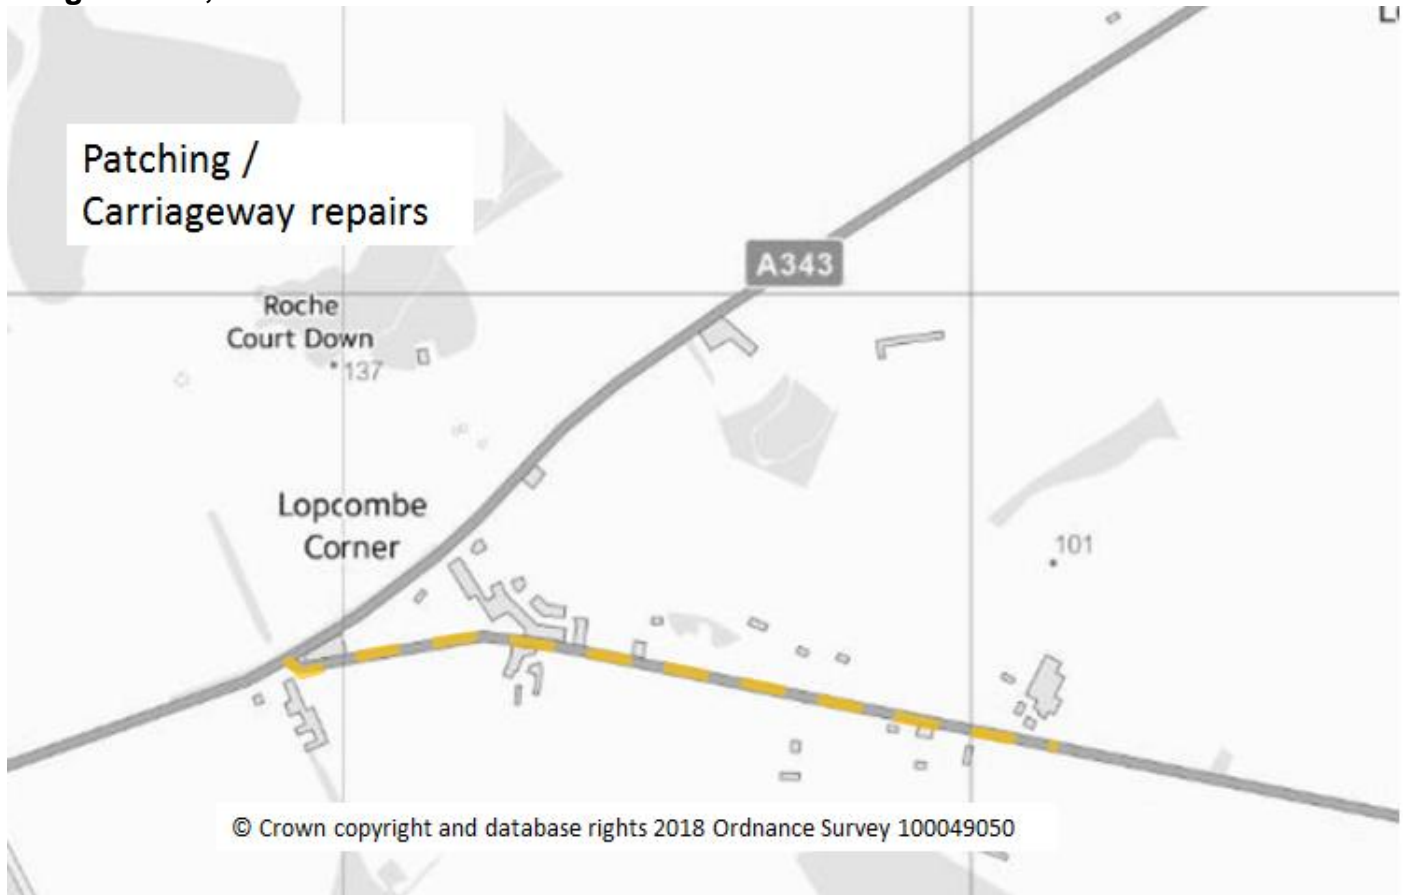 Patching /
Carriageway repairs
A343
Roche
Court Down
137
Lopcombe
Corner
101
© Crown copyright and database rights 2018 Ordnance Survey 100049050